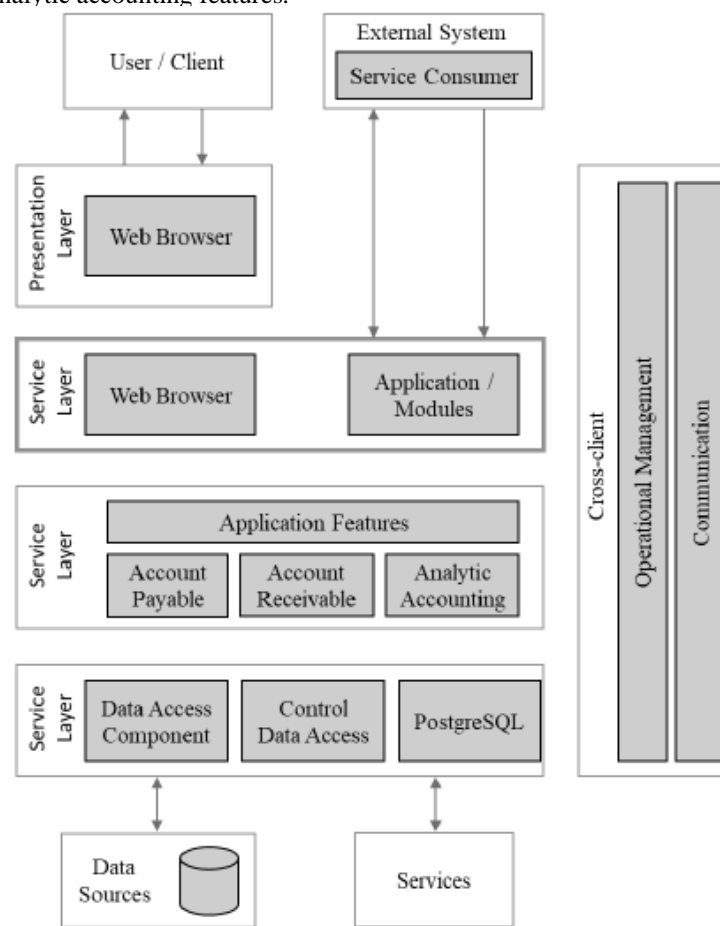 analytic accounting features.
User / Client
External System
Service Consumer
Presentation
Layer
Web Browser
Service
Layer
Web Browser
Application /
Modules
Service
Layer
Application Features
Account
Payable
Account
Receivable
Analytic
Accounting
Service
Layer
Data Access
Component
Control
Data Access
PostgreSQL
Data
Sources
Services
Cross-client
Operational Management
Communication